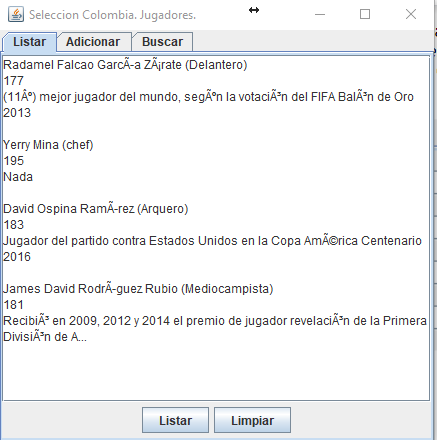 Seleccion Colombia. Jugadores.
Listar Adicionar Buscar
Radamel Falcao GarcÃ-a ZÃ¡rate (Delantero)
177
(11Âº) mejor jugador del mundo, segÃºn la votaciÃ³n del FIFA BalÃ³n de Oro
2013
Yerry Mina (chef)
195
Nada
David Ospina RamÃ-rez (Arquero)
183
Jugador del partido contra Estados Unidos en la Copa AmÃ©rica Centenario
2016
James David RodrÃ-guez Rubio (Mediocampista)
181
RecibiÃ³ en 2009, 2012 y 2014 el premio de jugador revelaciÃ³n de la Primera
DivisiÃ³n de A...
Listar Limpiar